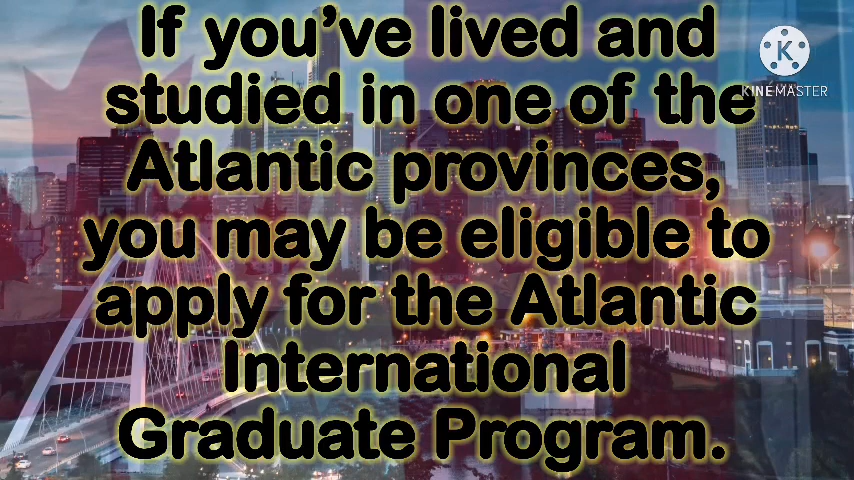 If you’ve lived and
studied in one of the
Atlantic provinces,
you may be eligible to
apply for the Atlantic
International
Graduate Program.
K
KINEMASTER